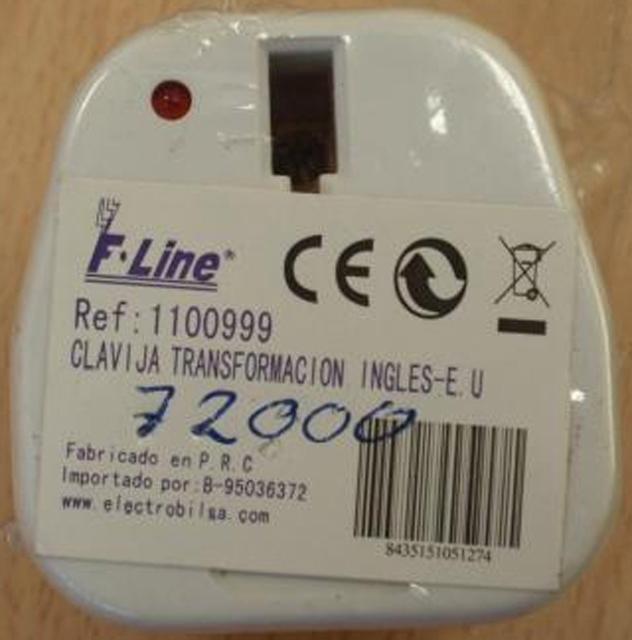 F·Line®
CE
Ref:1100999
CLAVIJA TRANSFORMACION INGLES-E.U
72000
Fabricado en P.R.C
Importado por:B-95036372
www.electrobilsa.com
8435151051274